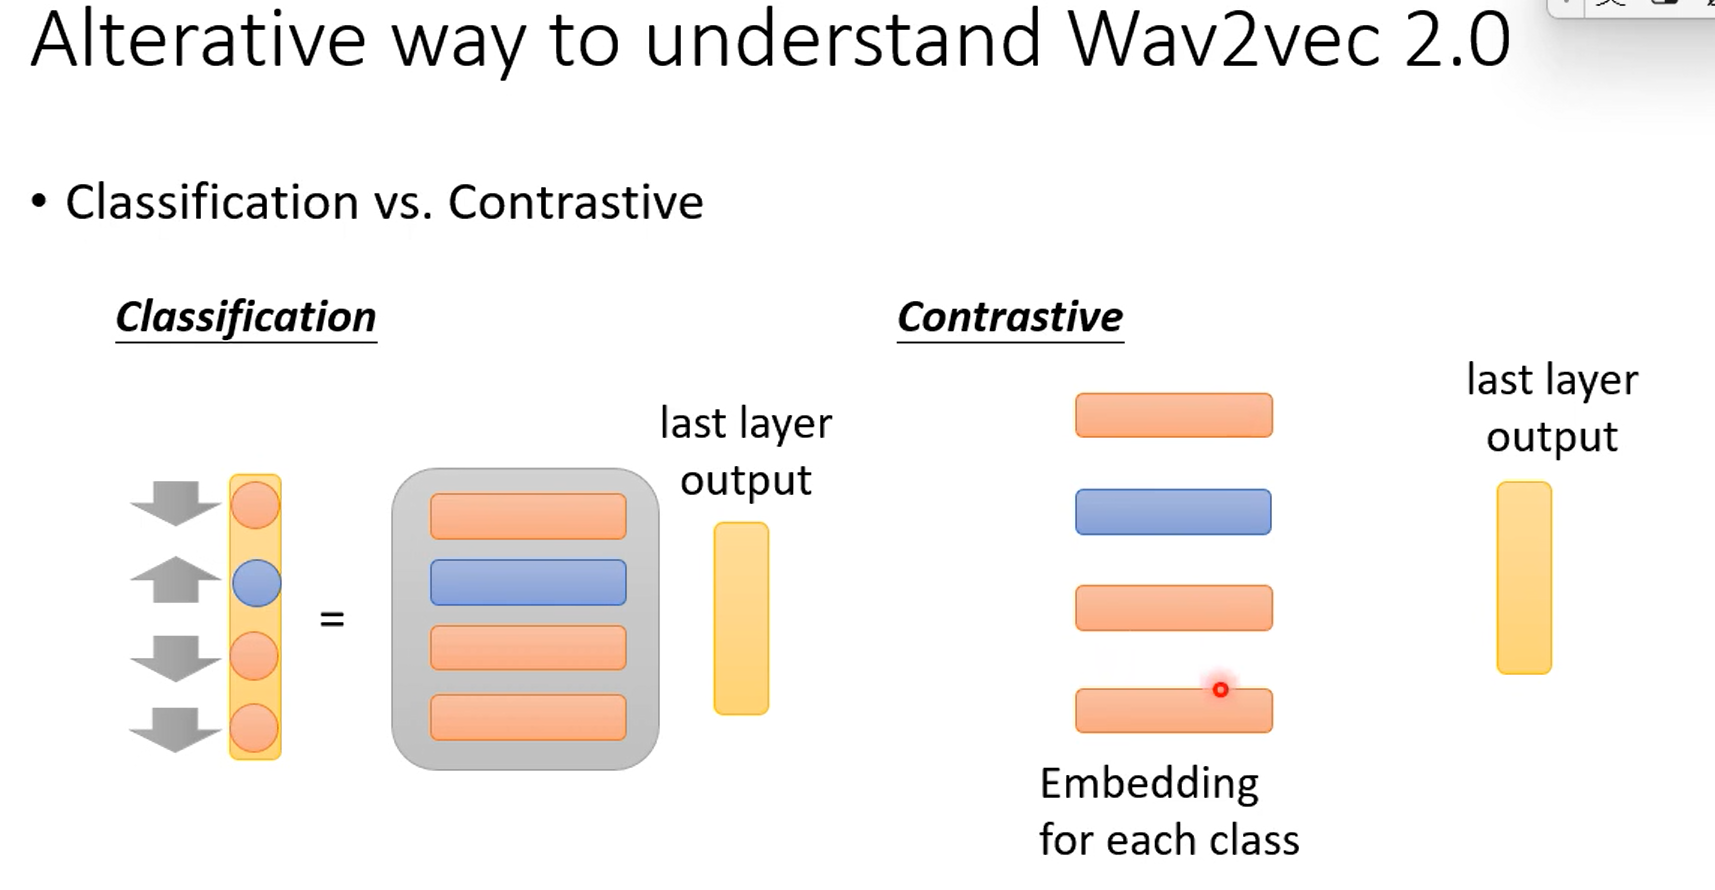 Alterative way to understand Wav2vec 2.0
• Classification vs. Contrastive
Classification
last layer
output
=
Contrastive
last layer
output
Embedding
for each class